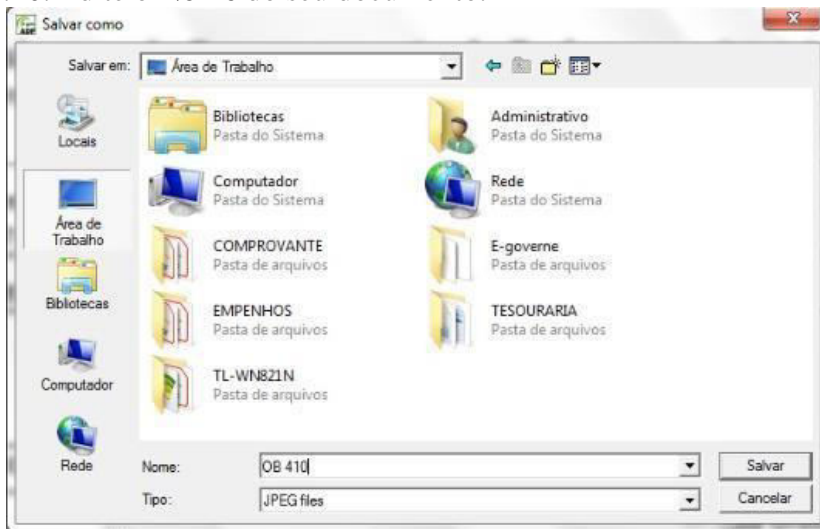 Salvar como
Salvar em: Área de Trabalho
Locais
Área de
Trabalho
Bibliotecas
Computador
Rede
Bibliotecas
Pasta do Sistema
Administrativo
Pasta do Sistema
Computador
Pasta do Sistema
Rede
Pasta do Sistema
COMPROVANTE
Pasta de arquivos
E-governe
Pasta de arquivos
EMPENHOS
Pasta de arquivos
TESOURARIA
Pasta de arquivos
TL-WN821N
Pasta de arquivos
Nome: OB 410
Salvar
Tipo: JPEG files
Cancelar